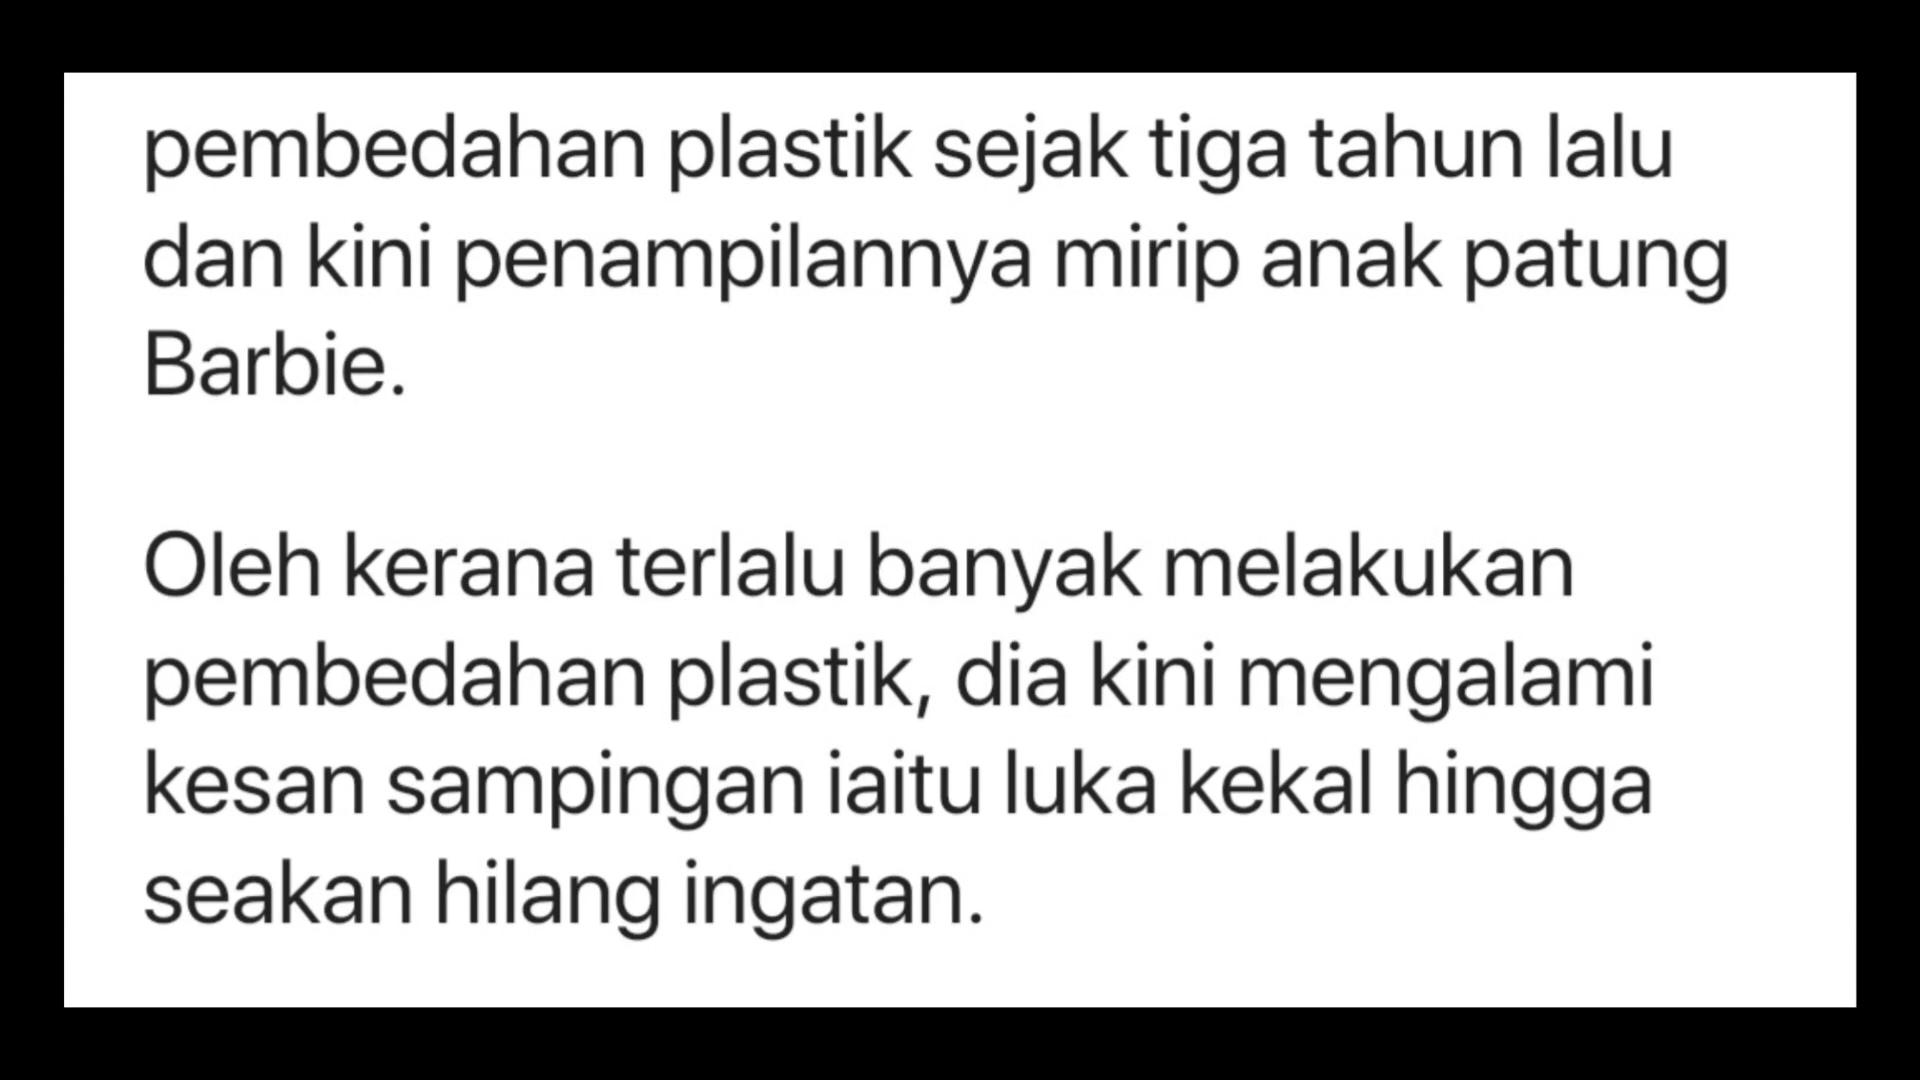 pembedahan plastik sejak tiga tahun lalu
dan kini penampilannya mirip anak patung
Barbie.
Oleh kerana terlalu banyak melakukan
pembedahan plastik, dia kini mengalami
kesan sampingan iaitu luka kekal hingga
seakan hilang ingatan.